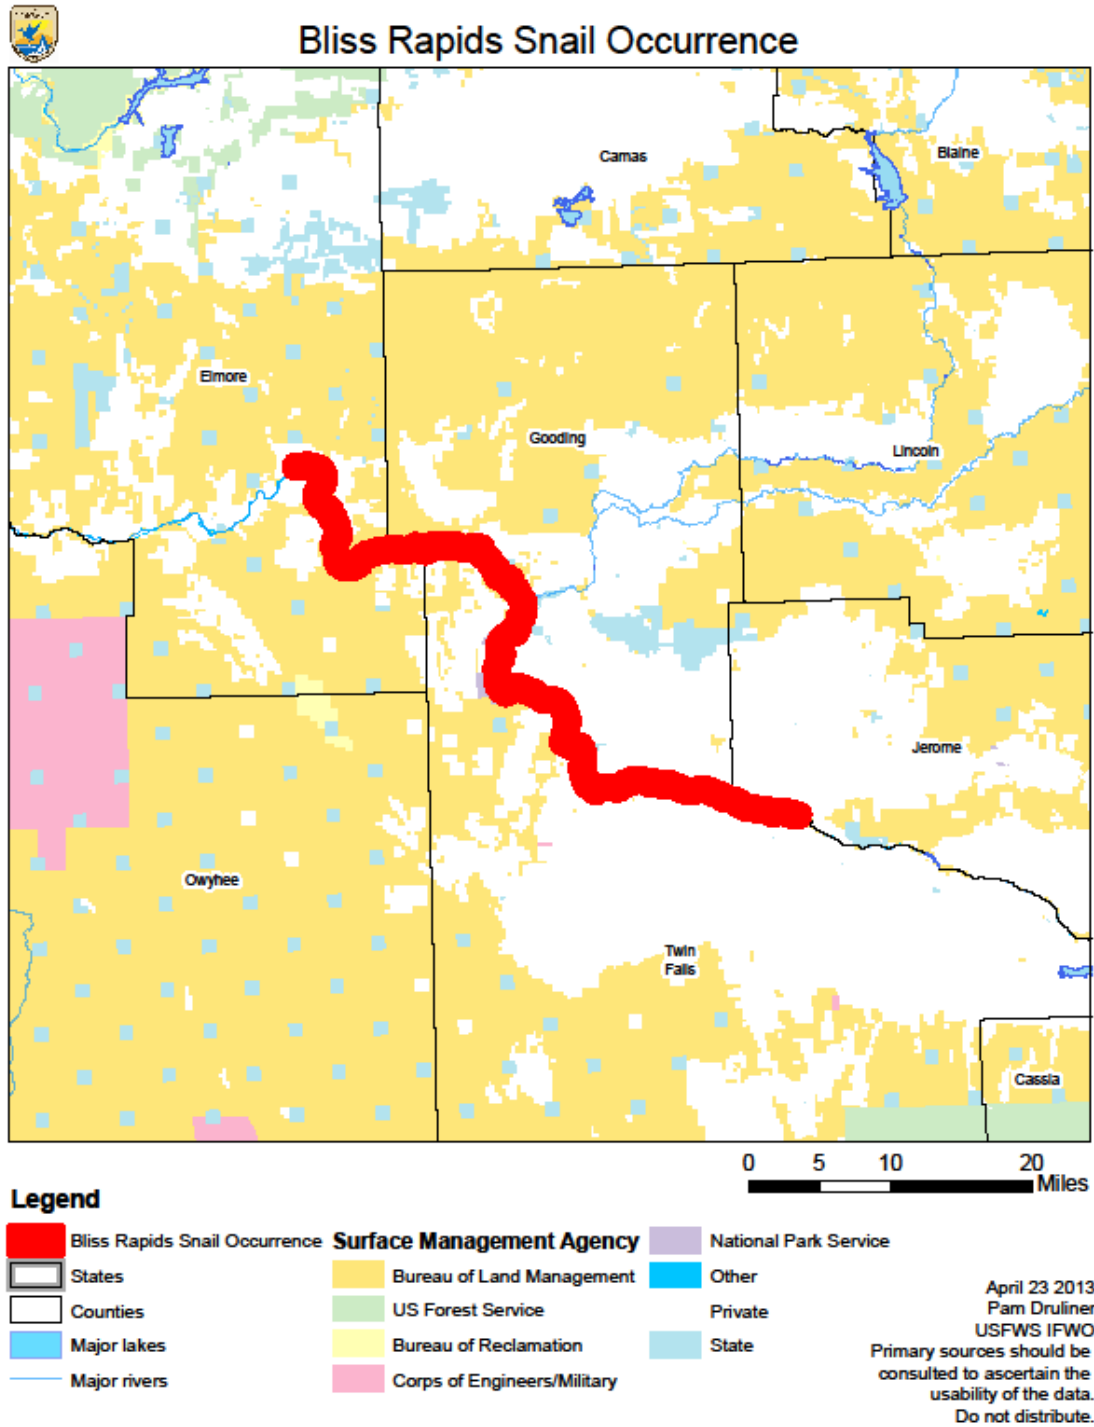 Bliss Rapids Snail Occurrence
Camas
Blaine
Elmore
Gooding
Lincoln
Jerome
Owyhee
Twin
Falls
Cassia
0 5 10 20
Miles
Legend
Bliss Rapids Snail Occurrence
States
Counties
Major lakes
Major rivers
Surface Management Agency
Bureau of Land Management
US Forest Service
Bureau of Reclamation
Corps of Engineers/Military
National Park Service
Other
Private
State
April 23 2013
Pam Druliner
USFWS IFWO
Primary sources should be
consulted to ascertain the
usability of the data.
Do not distribute.